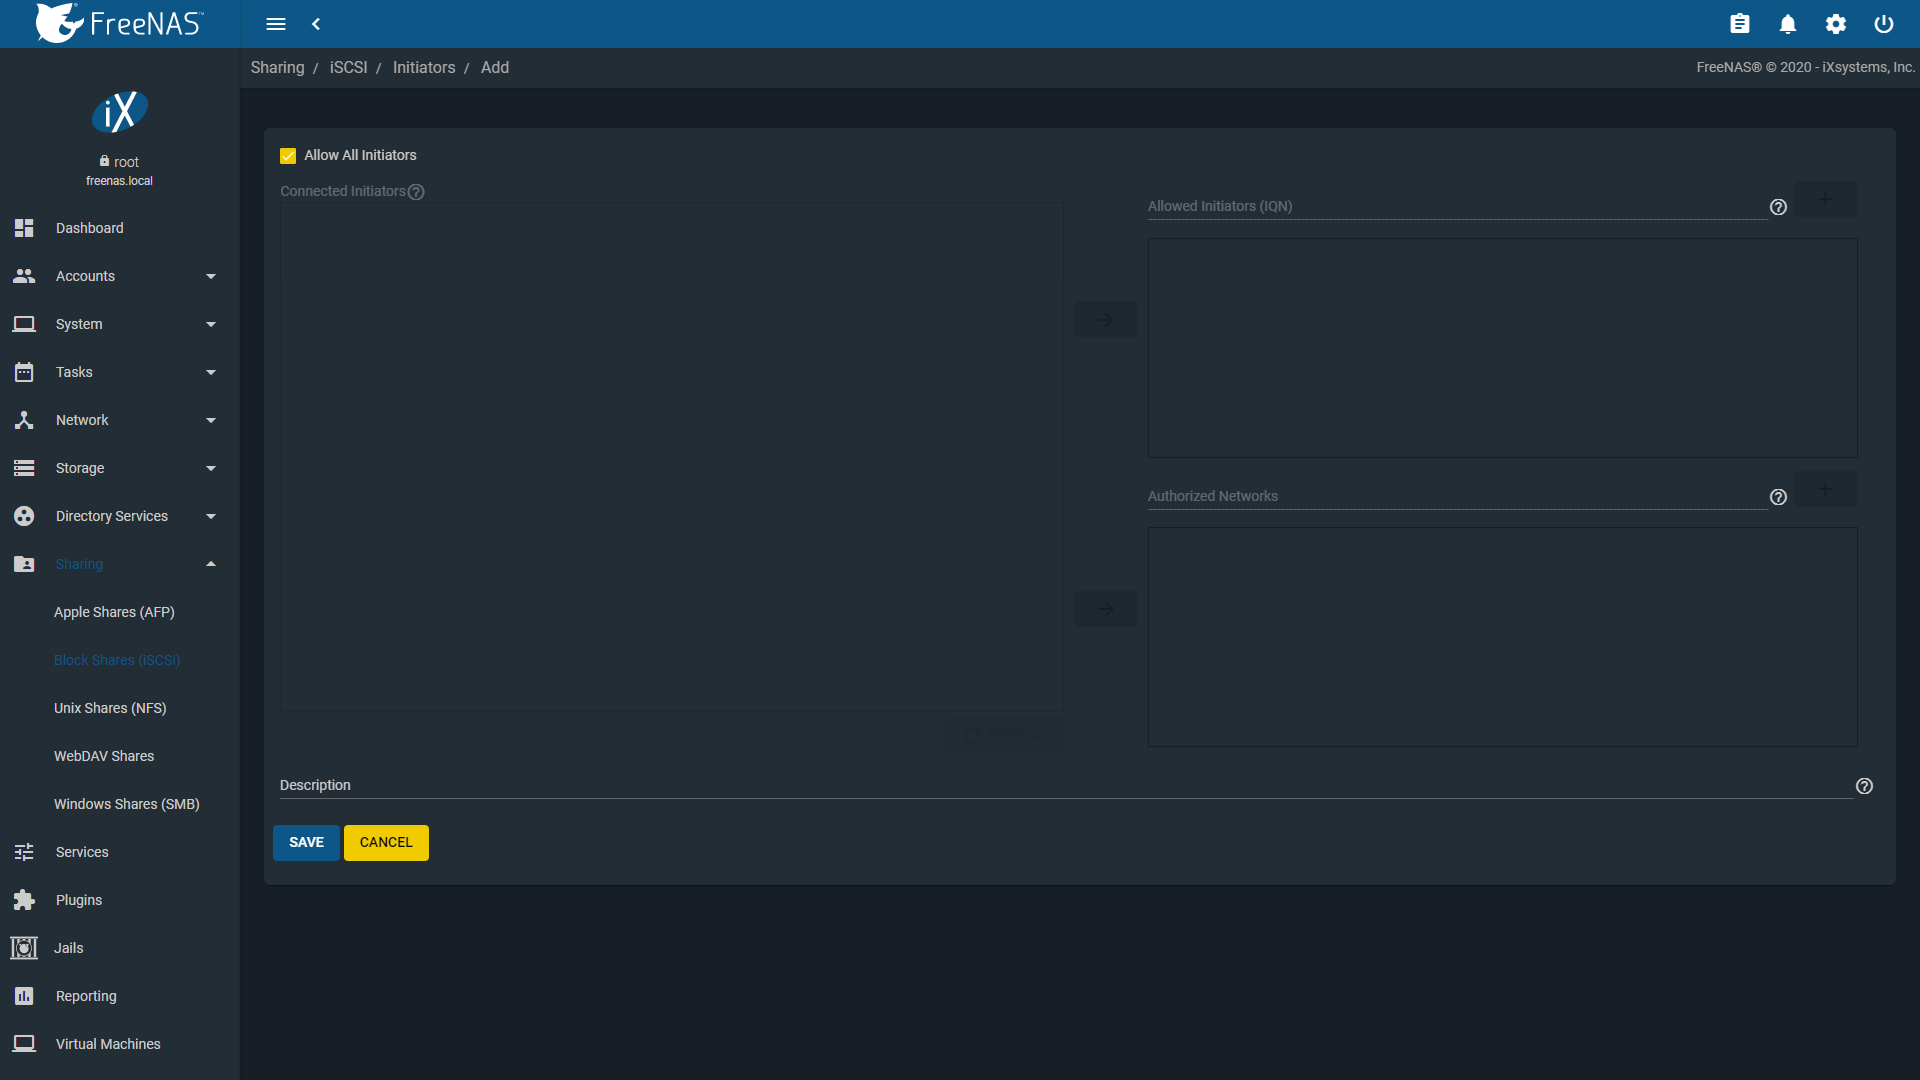 FreeNAS™
Sharing / iSCSI / Initiators / Add
FreeNAS® © 2020 - iXsystems, Inc.
iX
root
freenas.local
Dashboard
Accounts
System
Tasks
Network
Storage
Directory Services
Sharing
Apple Shares (AFP)
Block Shares (iSCSI)
Unix Shares (NFS)
WebDAV Shares
Windows Shares (SMB)
Services
Plugins
Jails
Reporting
Virtual Machines
Allow All Initiators
Connected Initiators
REFRESH
Allowed Initiators (IQN)
Authorized Networks
Description
SAVE
CANCEL